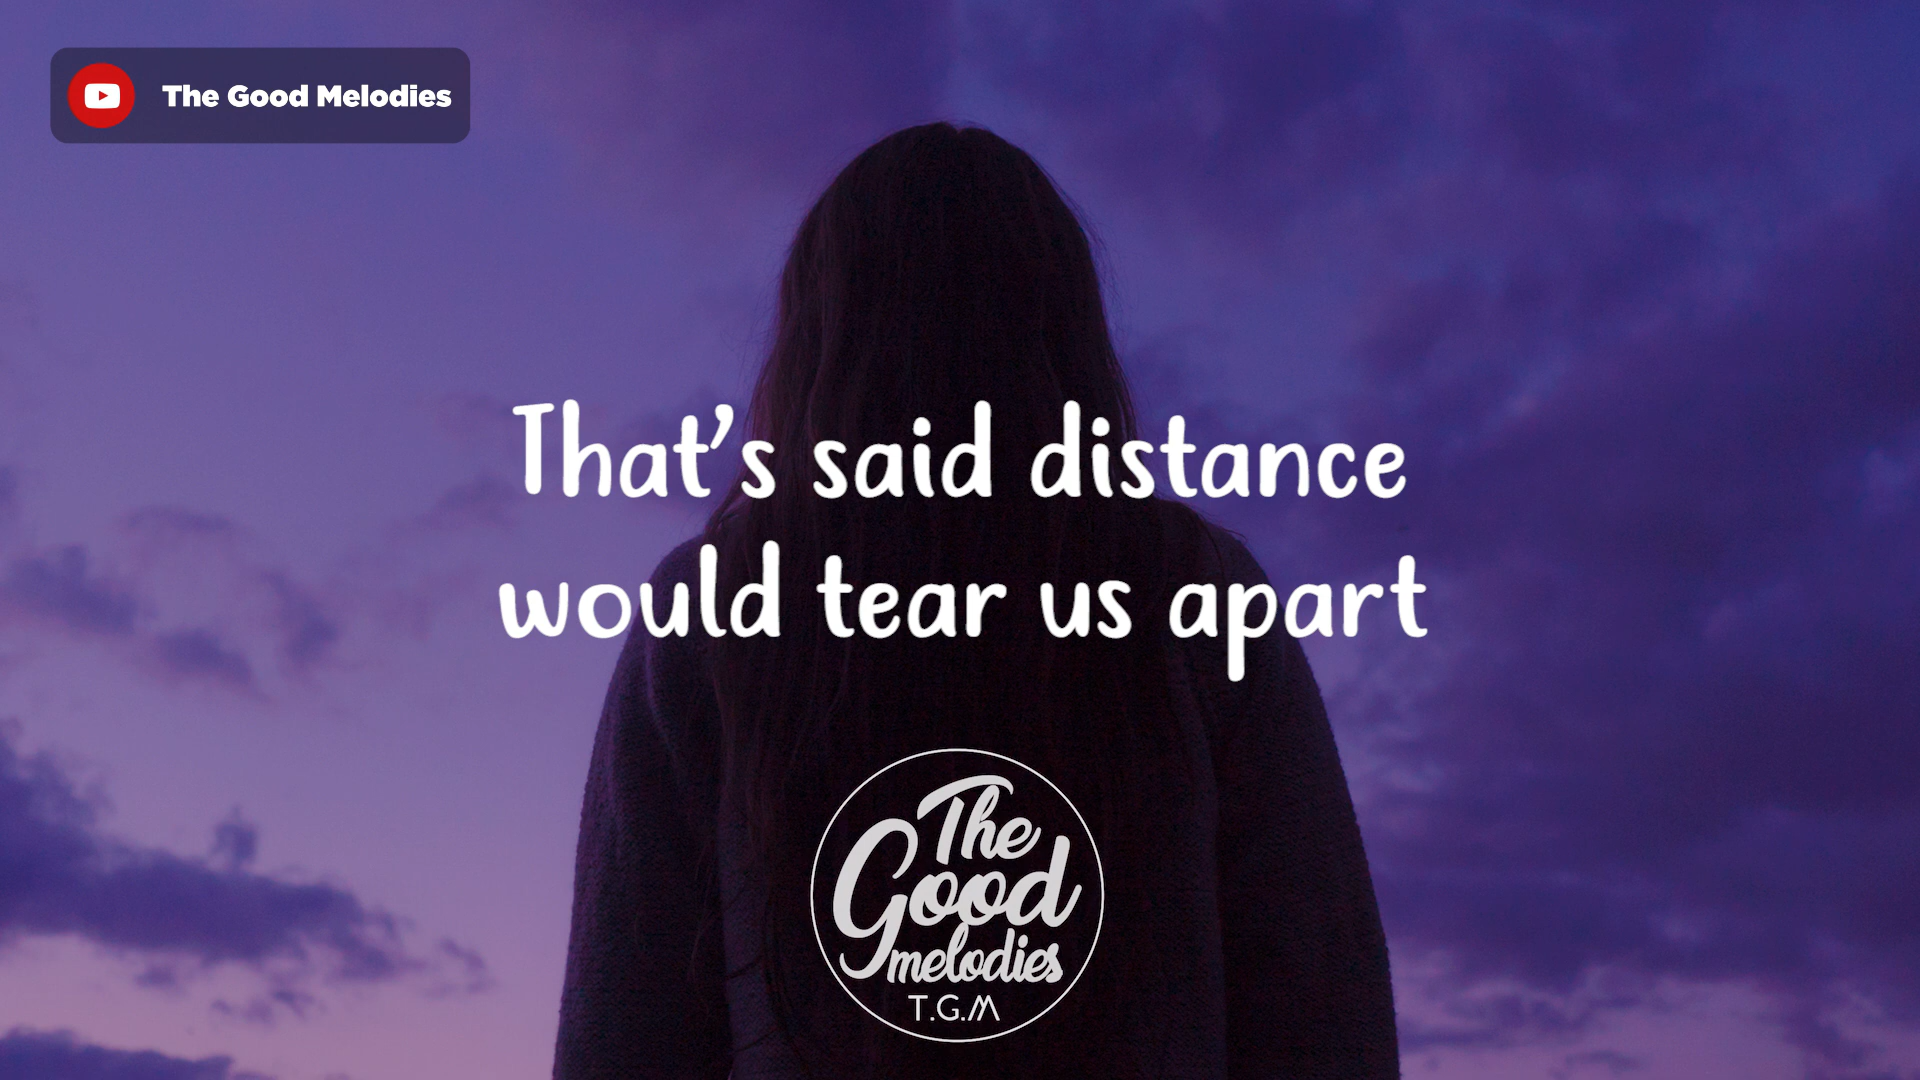 The Good Melodies
That's said distance
would tear us apart
The
Good
melodies
T.G.M